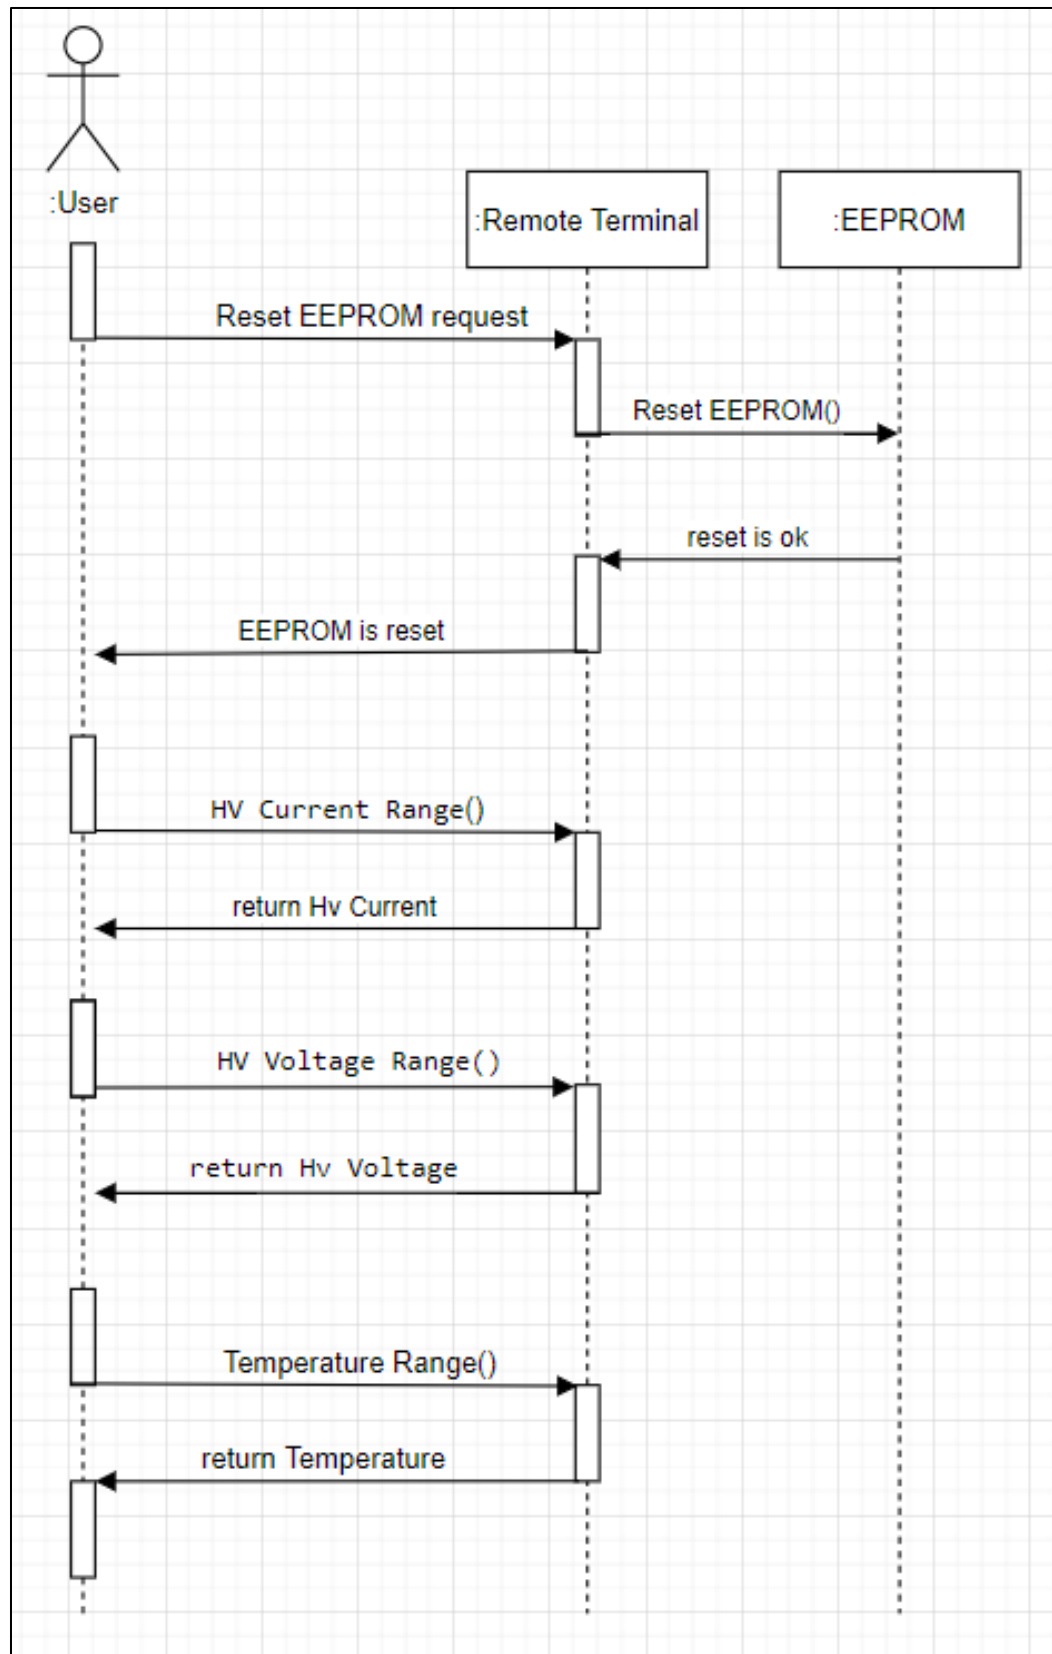 :User
:Remote Terminal
:EEPROM
Reset EEPROM request
Reset EEPROM()
reset is ok
EEPROM is reset
HV Current Range()
return Hv Current
HV Voltage Range()
return Hv Voltage
Temperature Range()
return Temperature